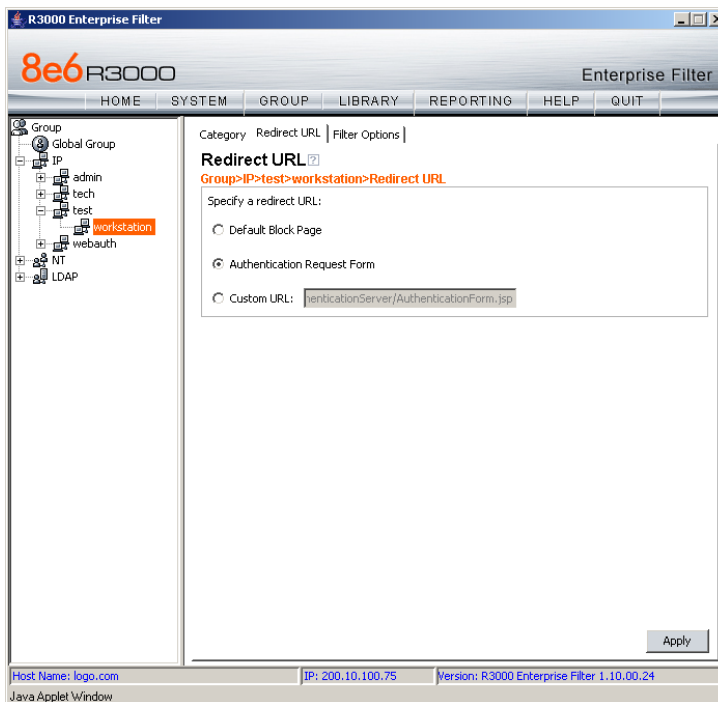 R3000 Enterprise Filter
8e6 R3000
Enterprise Filter
HOME SYSTEM GROUP LIBRARY REPORTING HELP QUIT
Group
Global Group
IP
admin
tech
test
workstation
webauth
NT
LDAP
Category Redirect URL Filter Options
Redirect URL ?
Group>IP>test>workstation>Redirect URL
Specify a redirect URL:
Default Block Page
Authentication Request Form
Custom URL: henticationServer/AuthenticationForm.jsp
Apply
Host Name: logo.com IP: 200.10.100.75 Version: R3000 Enterprise Filter 1.10.00.24
Java Applet Window